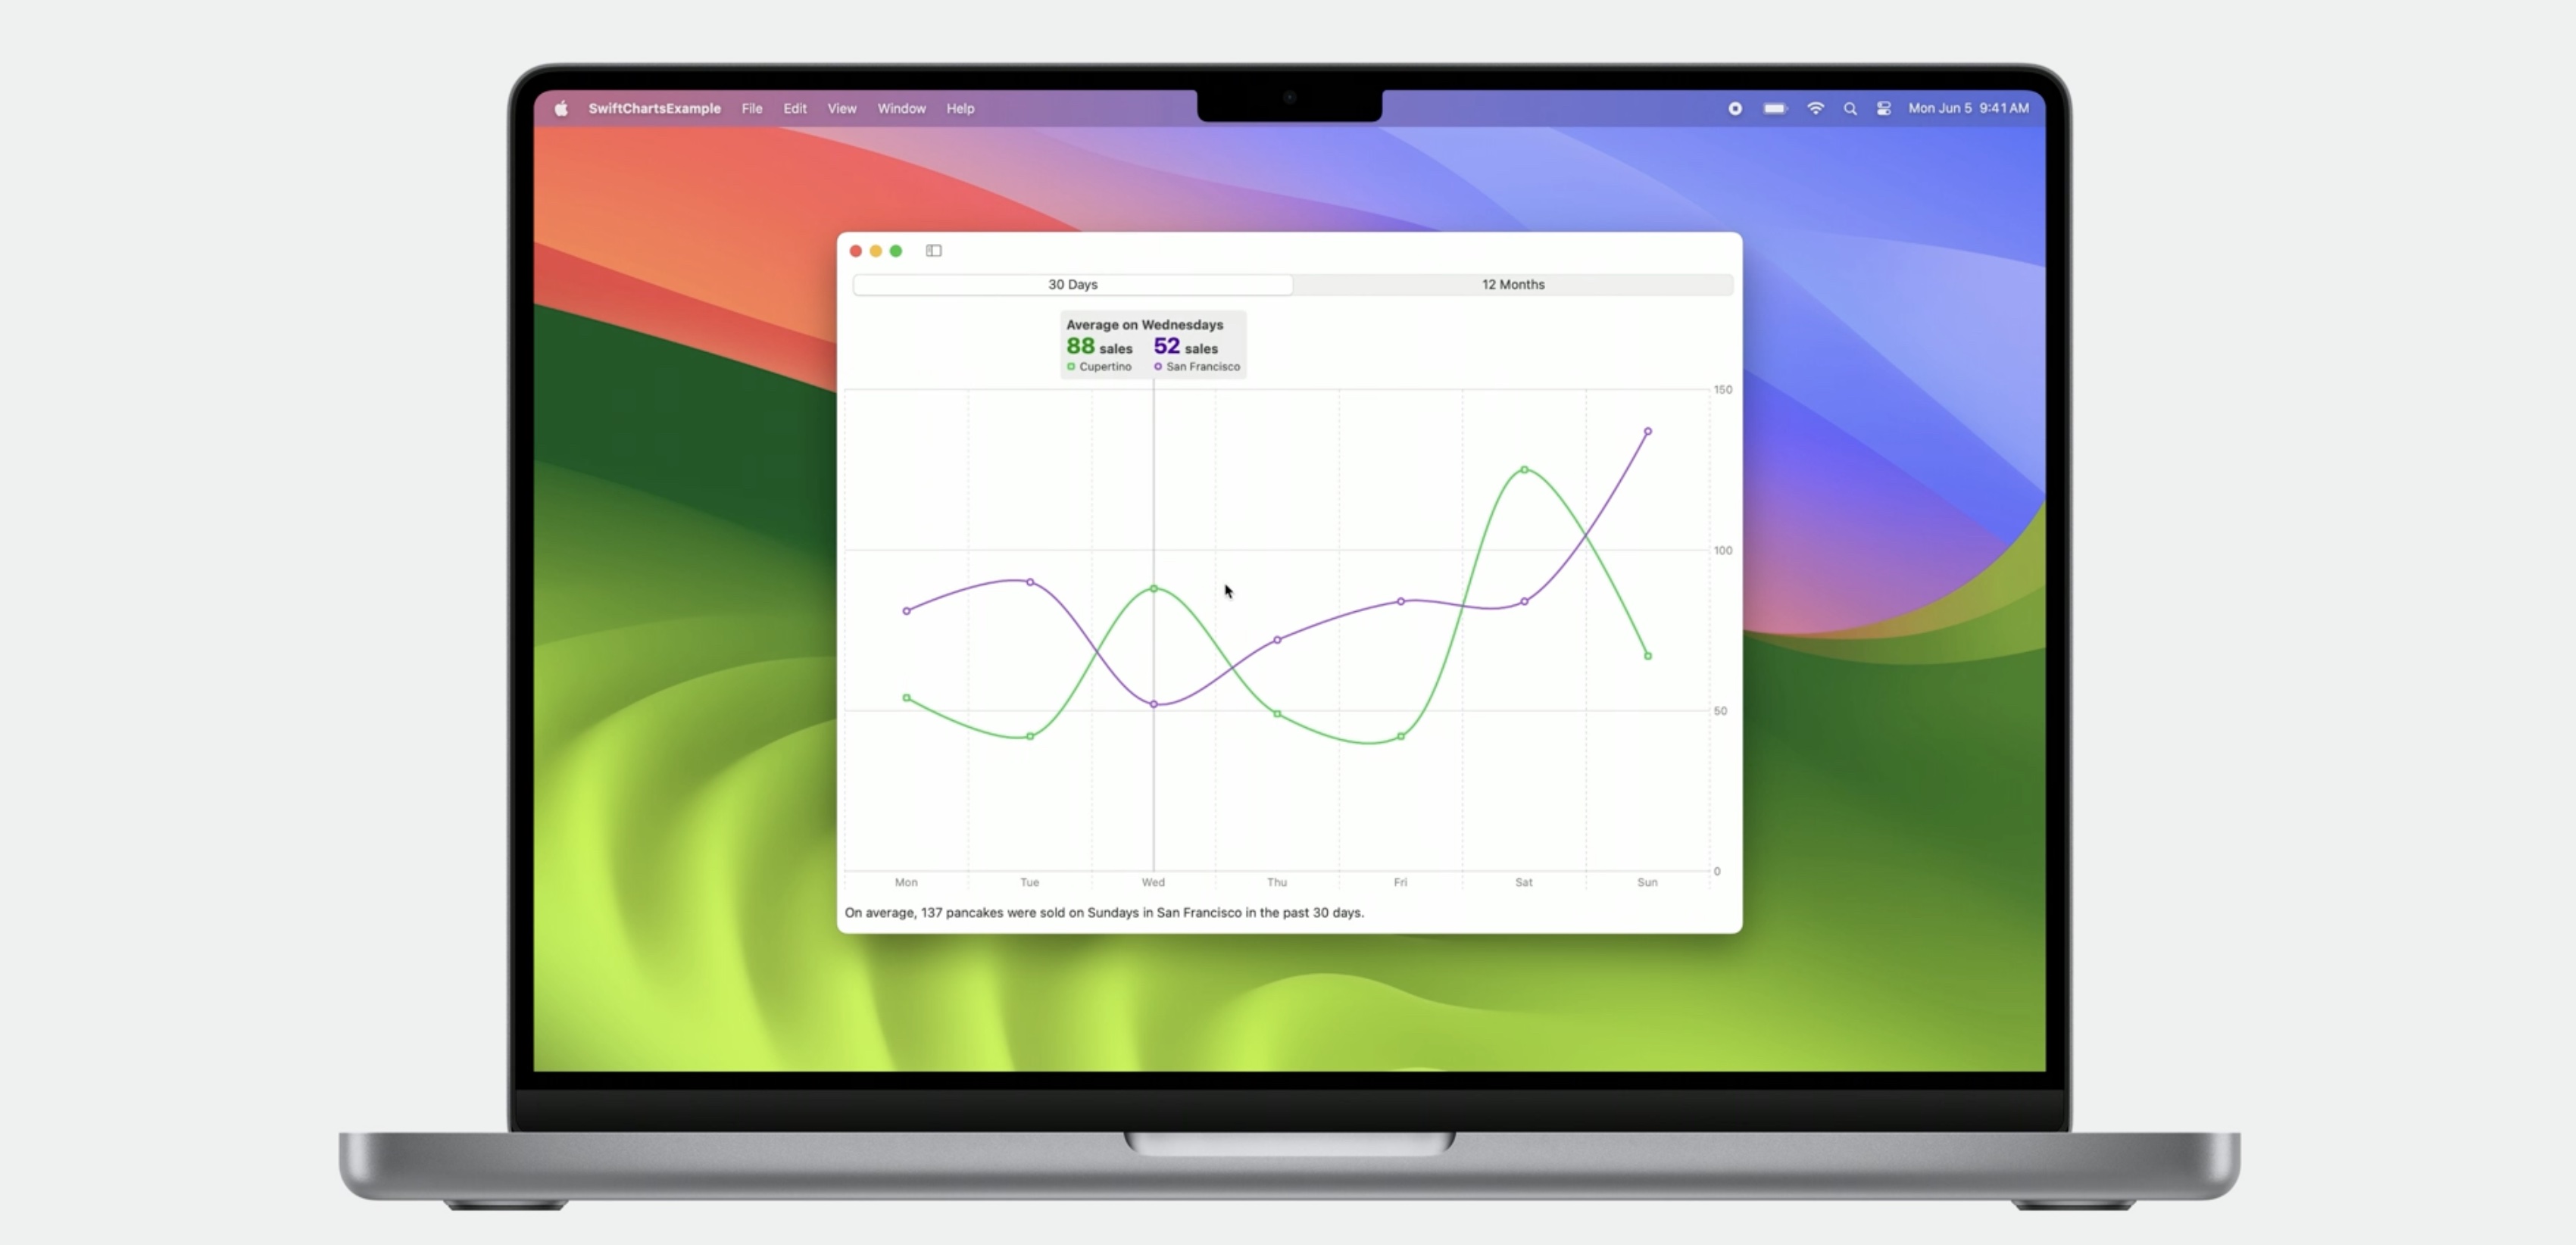 SwiftChartsExample File Edit View Window Help Mon Jun 5 9:41 AM
30 Days 12 Months
Average on Wednesdays
88 sales 52 sales
Cupertino San Francisco
150
100
50
0
Mon Tue Wed Thu Fri Sat Sun
On average, 137 pancakes were sold on Sundays in San Francisco in the past 30 days.